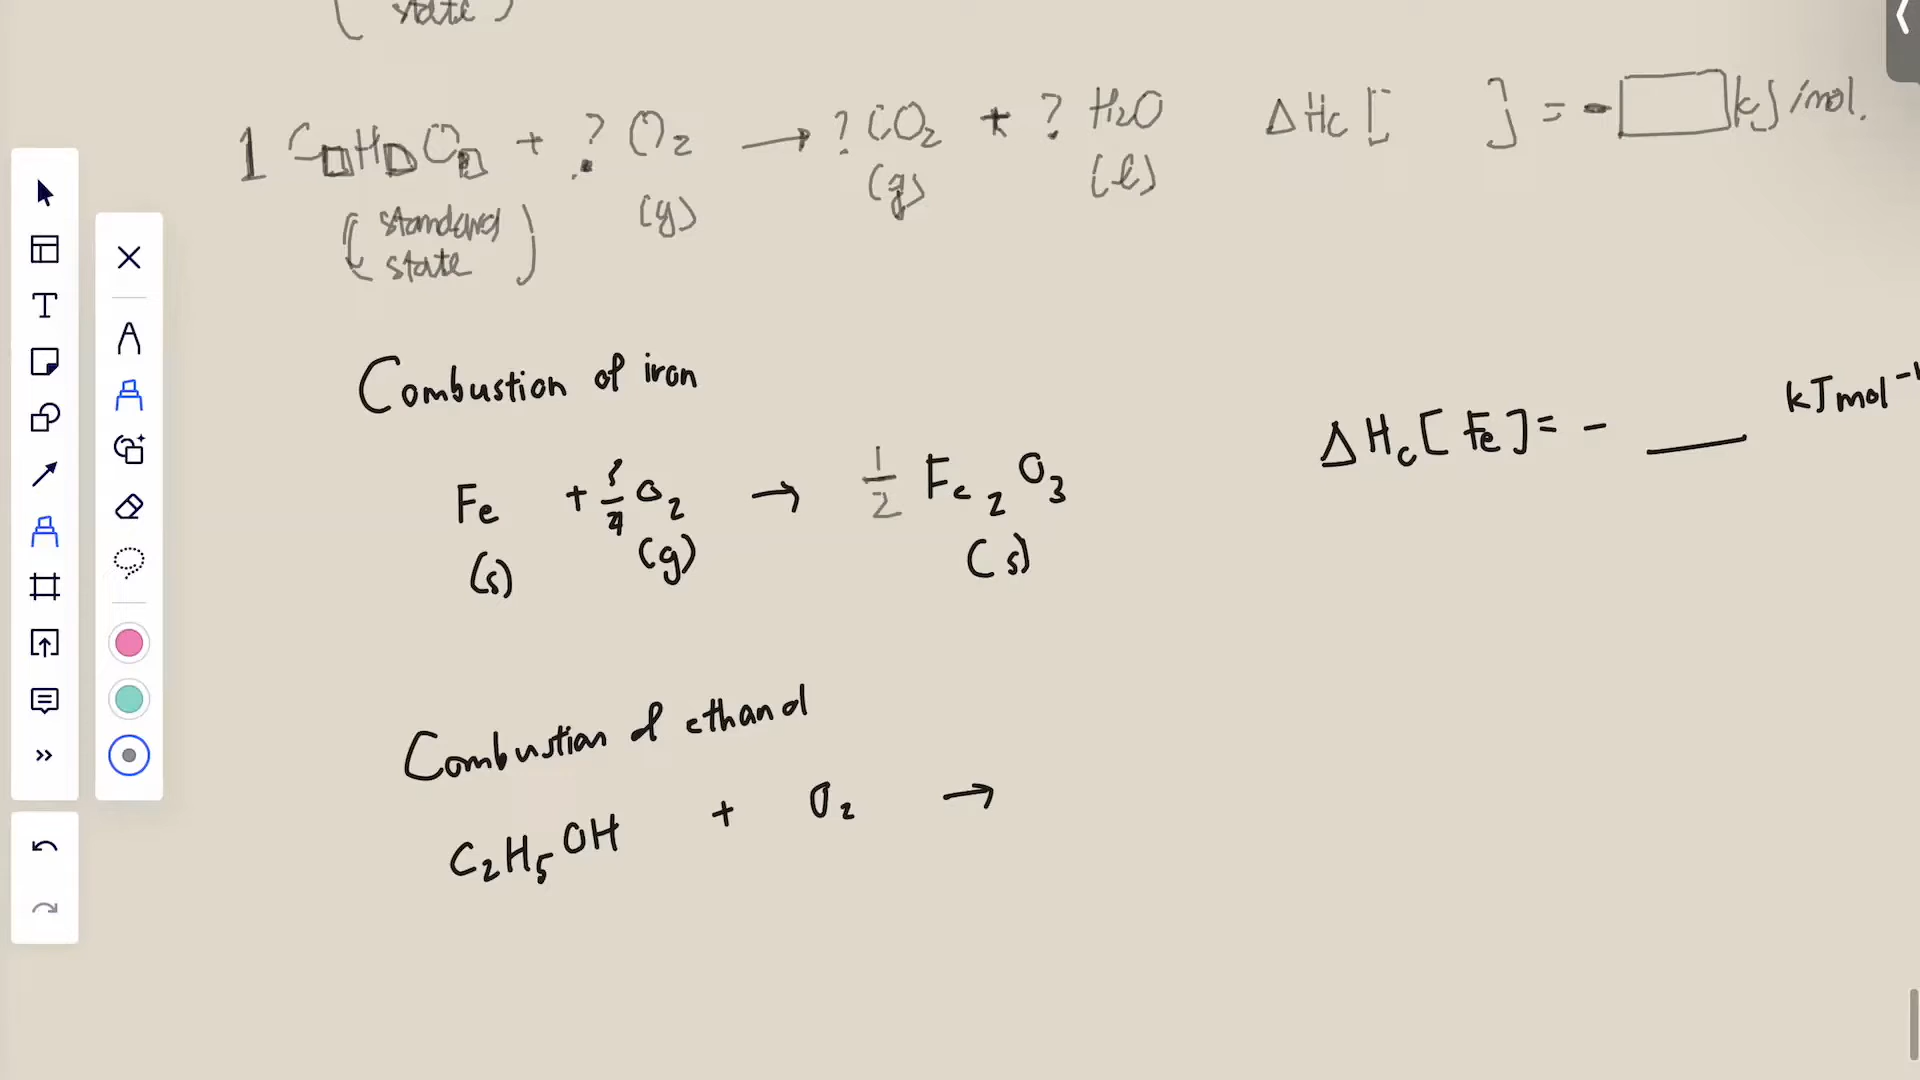 ( state )
1 C□H□O□ + ? O2 → ? CO2 + ? H2O ΔHc [ ] = - □ kJ/mol.
(standard state) (g) (g) (l)
Combustion of iron
ΔHc [Fe] = - ___ kJmol⁻¹
Fe + 3/4 O2 → 1/2 Fe2O3
(s) (g) (s)
Combustion of ethanol
C2H5OH + O2 →